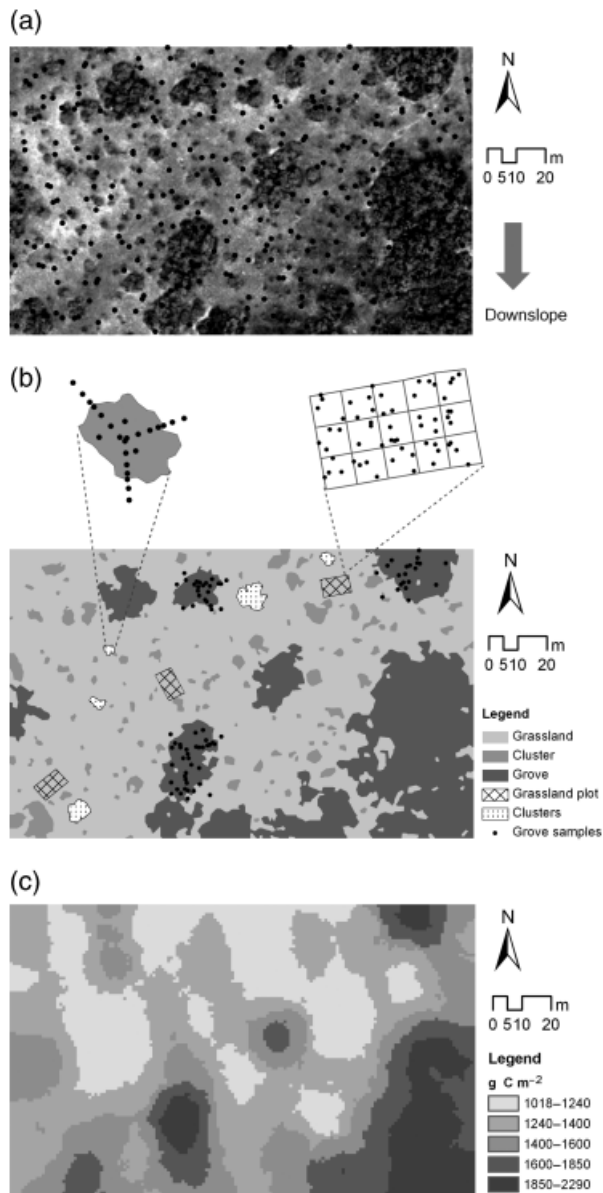 (a)
N
m
0 510 20
Downslope
(b)
N
m
0 510 20
Legend
Grassland
Cluster
Grove
Grassland plot
Clusters
Grove samples
(c)
N
m
0 510 20
Legend
g C m⁻²
1018–1240
1240–1400
1400–1600
1600–1850
1850–2290